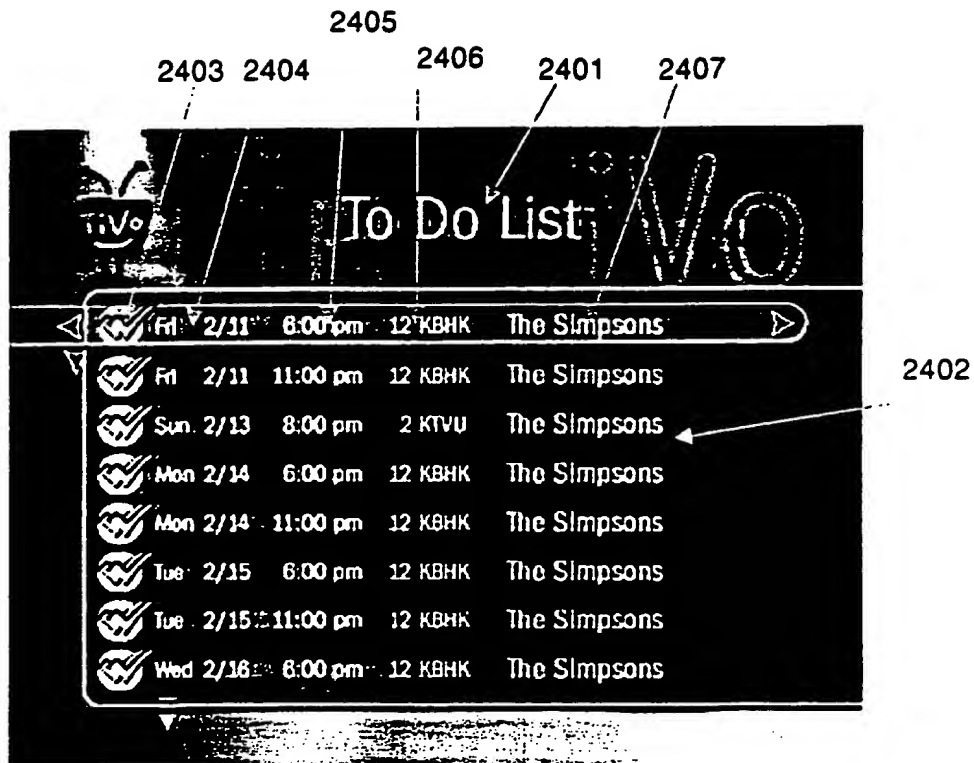 2405
2403 2404 2406 2401 2407
TiVo
To Do List
TiVo
Fri 2/11 6:00 pm 12 KBHK The Simpsons
Fri 2/11 11:00 pm 12 KBHK The Simpsons
2402
Sun 2/13 8:00 pm 2 KTVU The Simpsons
Mon 2/14 6:00 pm 12 KBHK The Simpsons
Mon 2/14 11:00 pm 12 KBHK The Simpsons
Tue 2/15 6:00 pm 12 KBHK The Simpsons
Tue 2/15 11:00 pm 12 KBHK The Simpsons
Wed 2/16 6:00 pm 12 KBHK The Simpsons